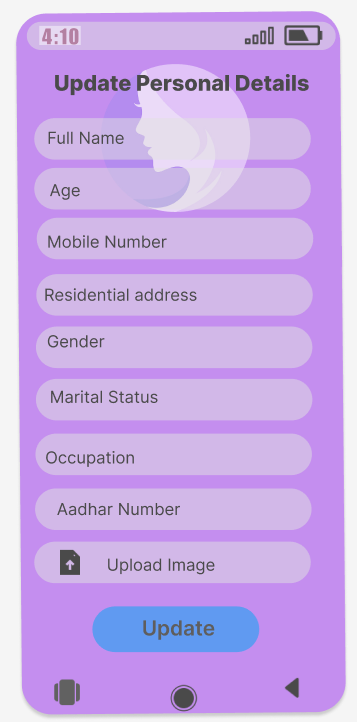 4:10
Update Personal Details
Full Name
Age
Mobile Number
Residential address
Gender
Marital Status
Occupation
Aadhar Number
Upload Image
Update